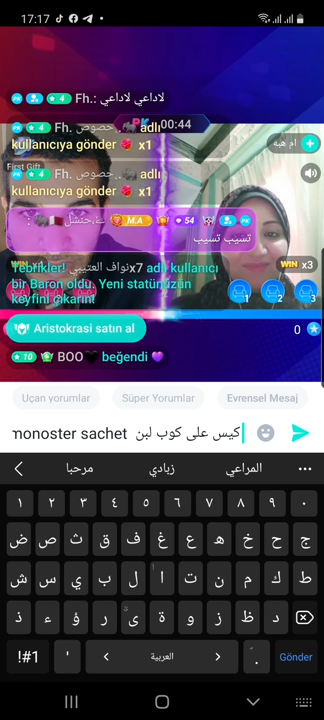 17:17
Fh.: لاداعي لاداعي
4
Fh. حصوص adlı
kullanıcıya gönder x1
PK 00:44
ام هبه
First Gift
4
Fh. حصوص adlı
kullanıcıya gönder x1
M.A 54 PK
تسيب تسيب
WIN x3
Tebrikler! نواف العتيبيx7 adlı kullanıcı
bir Baron oldu. Yeni statünüzün
keyfini çıkarın!
1 2 3
Aristokrasi satın al
0
10 BOO beğendi
Uçan yorumlar Süper Yorumlar Evrensel Mesaj
كيس على كوب لبن monoster sachet
مرحبا زبادي المراعي
١ ٢ ٣ ٤ ٥ ٦ ٧ ٨ ٩ ٠
ض ص ث ق ف غ ع ه خ ح ج
ش س ي ب ل ا ت ن م ك ط
ذ ء ؤ ر ى ة و ز ظ د
!#1 ' العربية . Gönder